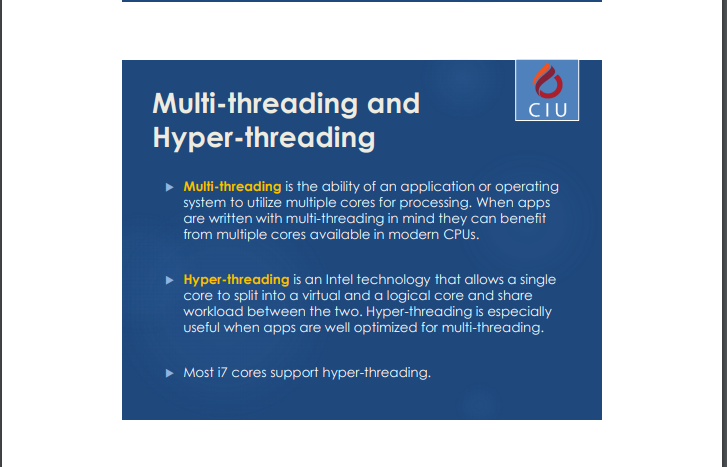 CIU
Multi-threading and
Hyper-threading
Multi-threading is the ability of an application or operating
system to utilize multiple cores for processing. When apps
are written with multi-threading in mind they can benefit
from multiple cores available in modern CPUs.
Hyper-threading is an Intel technology that allows a single
core to split into a virtual and a logical core and share
workload between the two. Hyper-threading is especially
useful when apps are well optimized for multi-threading.
Most i7 cores support hyper-threading.